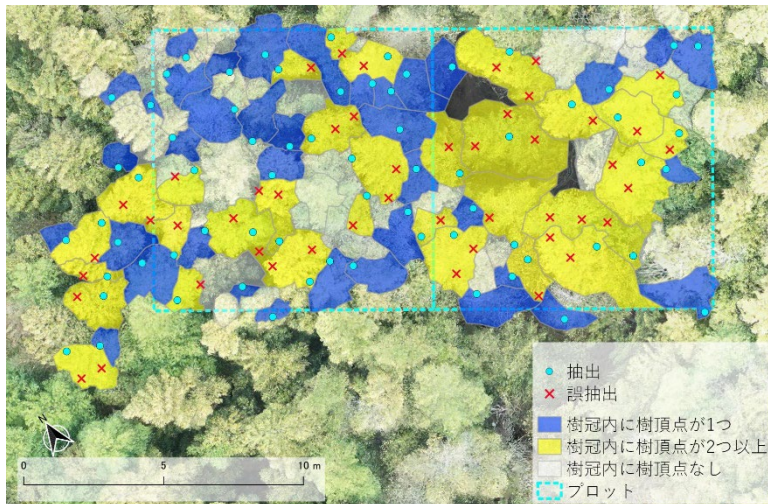 抽出
誤抽出
樹冠内に樹頂点が1つ
樹冠内に樹頂点が2つ以上
樹冠内に樹頂点なし
プロット
N
0 5 10 m